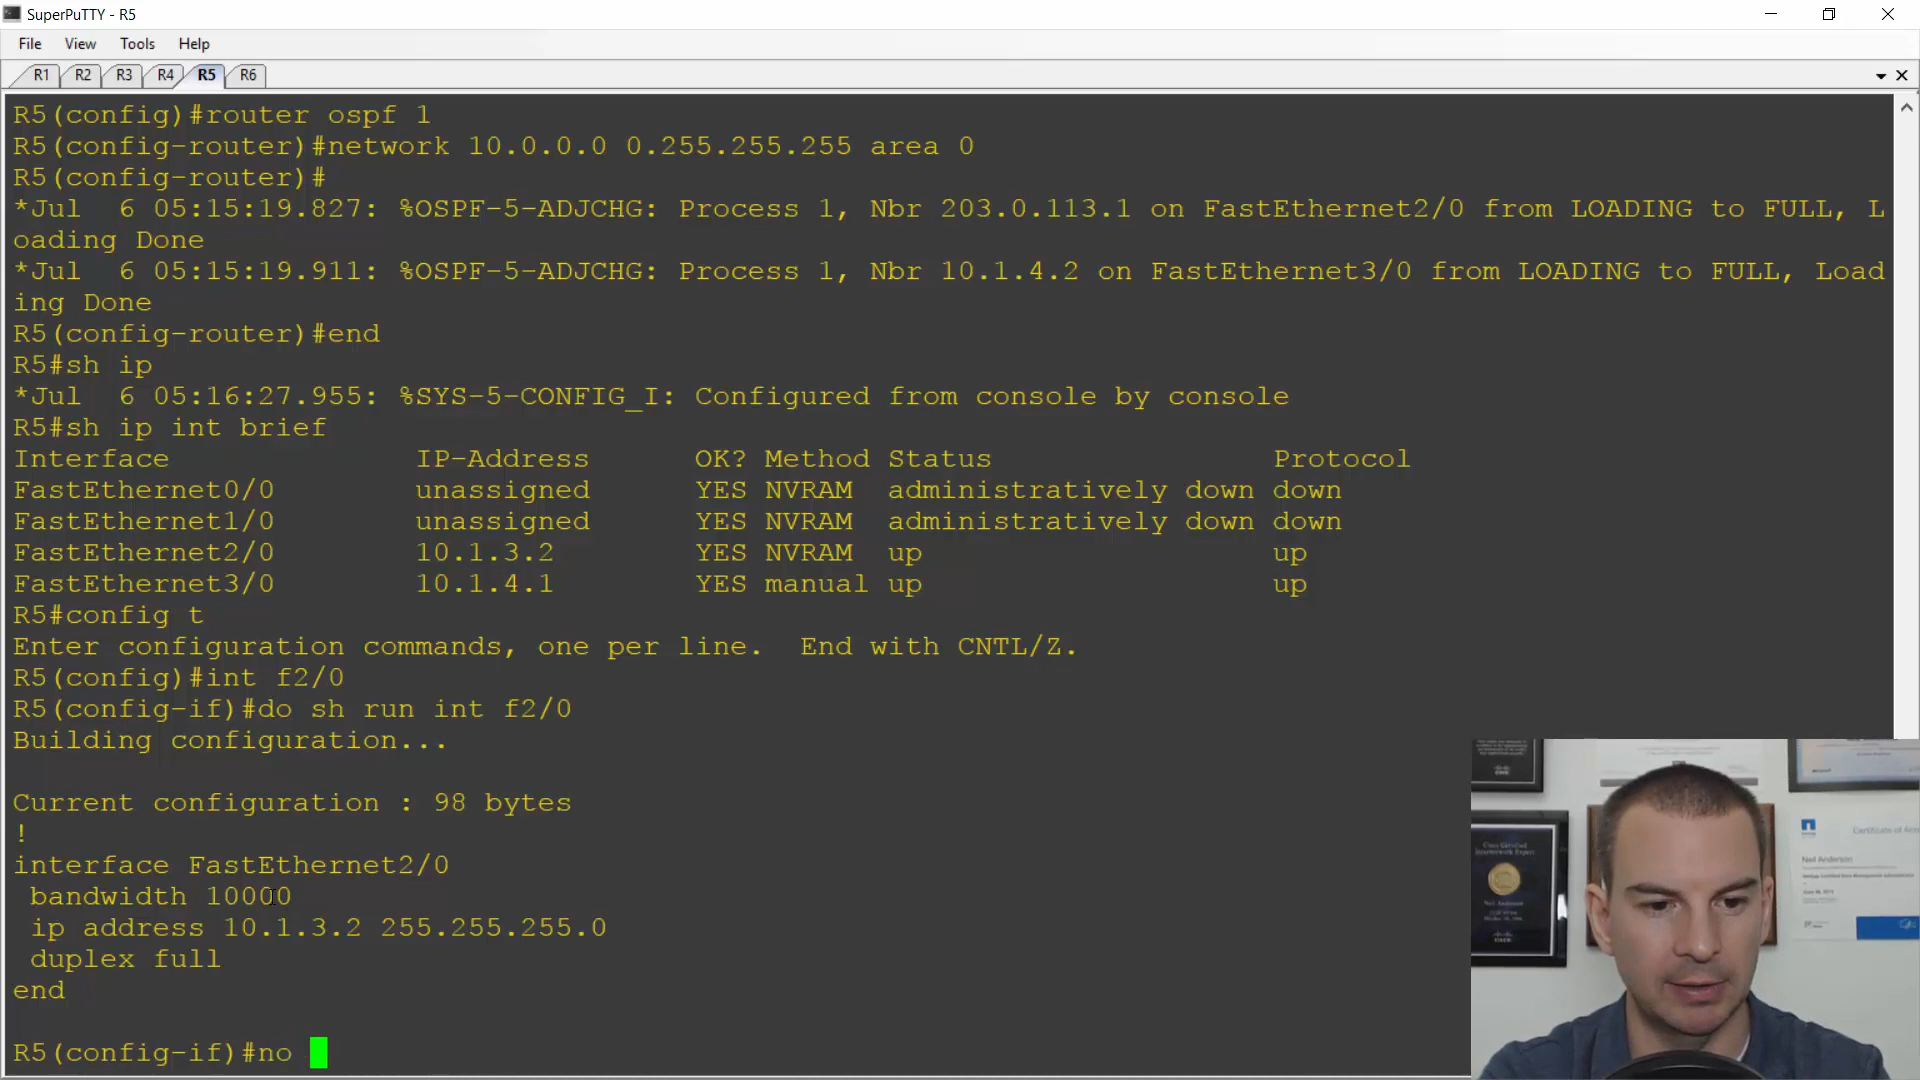 SuperPuTTY - R5
File View Tools Help
R1 R2 R3 R4 R5 R6
R5(config)#router ospf 1
R5(config-router)#network 10.0.0.0 0.255.255.255 area 0
R5(config-router)#
*Jul  6 05:15:19.827: %OSPF-5-ADJCHG: Process 1, Nbr 203.0.113.1 on FastEthernet2/0 from LOADING to FULL, L
oading Done
*Jul  6 05:15:19.911: %OSPF-5-ADJCHG: Process 1, Nbr 10.1.4.2 on FastEthernet3/0 from LOADING to FULL, Load
ing Done
R5(config-router)#end
R5#sh ip
*Jul  6 05:16:27.955: %SYS-5-CONFIG_I: Configured from console by console
R5#sh ip int brief
Interface IP-Address OK? Method Status Protocol
FastEthernet0/0 unassigned YES NVRAM administratively down down
FastEthernet1/0 unassigned YES NVRAM administratively down down
FastEthernet2/0 10.1.3.2 YES NVRAM up up
FastEthernet3/0 10.1.4.1 YES manual up up
R5#config t
Enter configuration commands, one per line.  End with CNTL/Z.
R5(config)#int f2/0
R5(config-if)#do sh run int f2/0
Building configuration...
Current configuration : 98 bytes
!
interface FastEthernet2/0
bandwidth 10000
ip address 10.1.3.2 255.255.255.0
duplex full
end
R5(config-if)#no
Neil Anderson